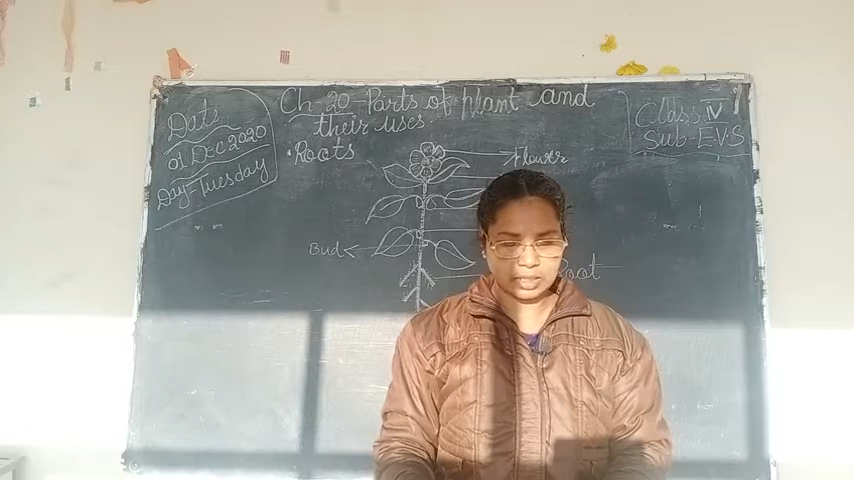 Date
01 Dec 2020
Day-Tuesday
Ch-20-Parts of plant and
their uses
Class IV
Sub-E.V.S
• Roots
Flower
Bud
Root